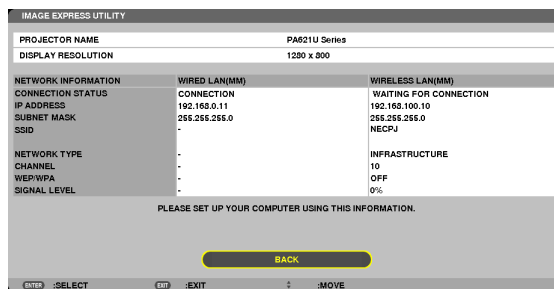 IMAGE EXPRESS UTILITY
PROJECTOR NAME PA621U Series
DISPLAY RESOLUTION 1280 x 800
NETWORK INFORMATION WIRED LAN(MM) WIRELESS LAN(MM)
CONNECTION STATUS CONNECTION WAITING FOR CONNECTION
IP ADDRESS 192.168.0.11 192.168.100.10
SUBNET MASK 255.255.255.0 255.255.255.0
SSID - NECPJ
NETWORK TYPE - INFRASTRUCTURE
CHANNEL - 10
WEP/WPA - OFF
SIGNAL LEVEL - 0%
PLEASE SET UP YOUR COMPUTER USING THIS INFORMATION.
BACK
ENTER :SELECT EXIT :EXIT :MOVE